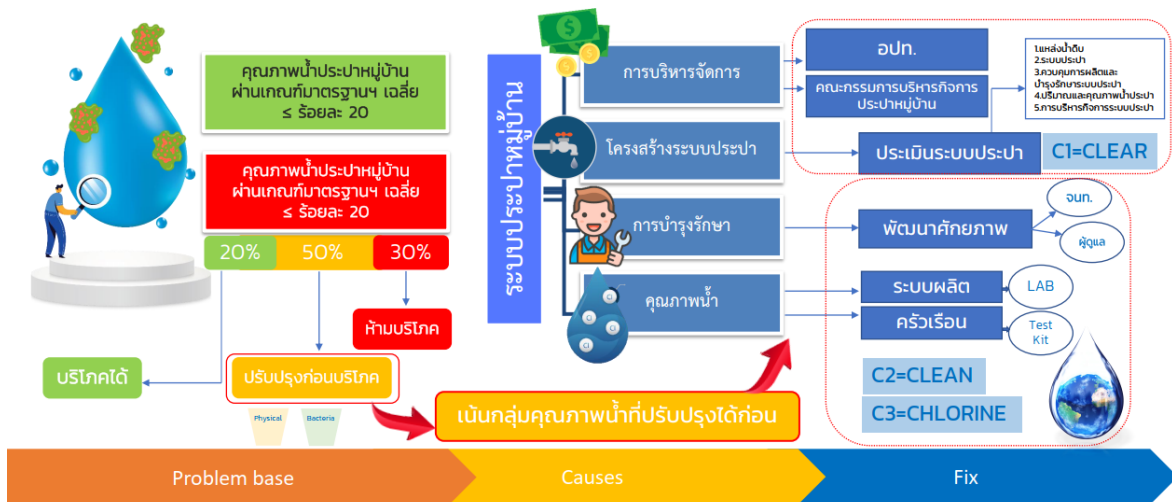 คุณภาพน้ำประปาหมู่บ้าน
ผ่านเกณฑ์มาตรฐานฯ เฉลี่ย
≤ ร้อยละ 20
คุณภาพน้ำประปาหมู่บ้าน
ผ่านเกณฑ์มาตรฐานฯ เฉลี่ย
≤ ร้อยละ 20
20%
50%
30%
ห้ามบริโภค
บริโภคได้
ปรับปรุงก่อนบริโภค
Physical
Bacteria
เน้นกลุ่มคุณภาพน้ำที่ปรับปรุงได้ก่อน
ระบบประปาหมู่บ้าน
การบริหารจัดการ
โครงสร้างระบบประปา
การบำรุงรักษา
คุณภาพน้ำ
Cl
Cl
Cl
Cl
อปท.
คณะกรรมการบริหารกิจการ
ประปาหมู่บ้าน
1.แหล่งน้ำดิบ
2.ระบบประปา
3.ควบคุมการผลิตและ
บำรุงรักษาระบบประปา
4.ปริมาณและคุณภาพน้ำประปา
5.การบริหารกิจการระบบประปา
ประเมินระบบประปา
C1=CLEAR
พัฒนาศักยภาพ
จนท.
ผู้ดูแล
ระบบผลิต
LAB
ครัวเรือน
Test
Kit
C2=CLEAN
C3=CHLORINE
Problem base
Causes
Fix